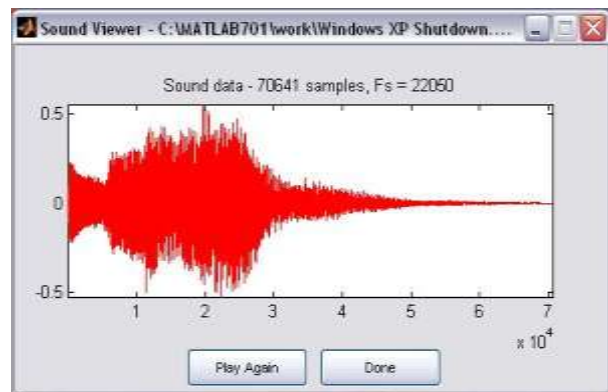 Sound Viewer - C:\MATLAB701\work\Windows XP Shutdown....
Sound data - 70641 samples, Fs = 22050
0.5
0
-0.5
1 2 3 4 5 6 7
x 10^4
Play Again Done